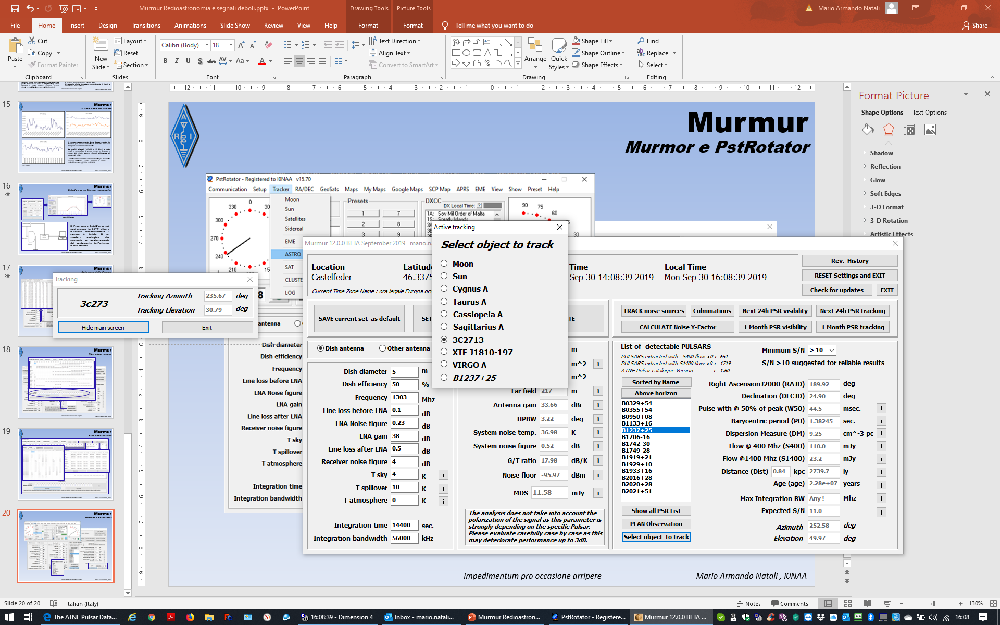 Murmur Redioastronomia e segnali deboli.pptx - PowerPoint
Drawing Tools
Picture Tools
Mario Armando Natali
File Home Insert Design Transitions Animations Slide Show Review View Help Format Format Tell me what you want to do Share
Paste
Cut
Copy
Format Painter
Clipboard
New Slide
Layout
Reset
Section
Slides
Calibri (Body) 18
Font
Paragraph
Text Direction
Align Text
Convert to SmartArt
Arrange
Quick Styles
Shape Fill
Shape Outline
Shape Effects
Drawing
Find
Replace
Select
Editing
15
16
17
18
19
20
Murmur
Murmor e PstRotator
PstRotator - Registered to I0NAA v15.70
Communication Setup Tracker RA/DEC GeoSats Maps My Maps Google Maps SCP Map APRS EME View Show Preset Help
Moon
Sun
Satellites
Sidereal
EME
ASTRO
SAT
CLUSTE
LOG
Presets
1 7
2 8
3 9
DXCC
DX Local Time: ?
1A: Sov Mil Order of Malta
Tracking
3c273
Tracking Azimuth 235.67 deg
Tracking Elevation 30.79 deg
Hide main screen
Exit
Active tracking
Select object to track
Moon
Sun
Cygnus A
Taurus A
Cassiopeia A
Sagittarius A
3C2713
XTE J1810-197
VIRGO A
B1237+25
Murmur 12.0.0 BETA September 2019 mario.na
Location
Castelfeder
Latitud
46.3375
Current Time Zone Name : ora legale Europa occ
Time
Sep 30 14:08:39 2019
Local Time
Mon Sep 30 16:08:39 2019
Rev. History
RESET Settings and EXIT
Check for updates
EXIT
SAVE current set as default
SET
TE
TRACK noise sources
Culminations
Next 24h PSR visibility
Next 24h PSR tracking
CALCULATE Noise Y-Factor
1 Month PSR visibility
1 Month PSR tracking
Dish antenna
Other antenna
Dish diameter 5 m
Dish efficiency 50 %
Frequency 1303 Mhz
Line loss before LNA 0.1 dB
LNA Noise figure 0.23 dB
LNA gain 38 dB
Line loss after LNA 0.5 dB
Receiver noise figure 4 dB
T sky 4 K
T spillover 10 K
T atmosphere 0 K
Integration time 14400 sec.
Integration bandwidth 56000 kHz
m
m^2
m^2
Far field 217 m
Antenna gain 33.66 dBi
HPBW 3.22 deg
System noise temp. 36.98 K
System noise figure 0.52 dB
G/T ratio 17.98 dB/K
Noise floor -95.97 dBm
MDS 11.58 mJy
The analysis does not take into account the
polarization of the signal as this parameter is
strongly depending on the specific Pulsar.
Please evaluate carefully case by case as this
may deteriorate performance up to 3dB.
List of detectable PULSARS
PULSARS extracted with S400 flow >0 : 651
PULSARS extracted with S1400 flow >0 : 1719
ATNF Pulsar catalogue Version : 1.60
Minimum S/N > 10
S/N >10 suggested for reliable results
Sorted by Name
Above horizon
B0329+54
B0355+54
B0950+08
B1133+16
B1237+25
B1706-16
B1742-30
B1749-28
B1919+21
B1929+10
B1933+16
B2016+28
B2020+28
B2021+51
Show all PSR List
PLAN Observation
Select object to track
Right AscensionJ2000 (RAJD) 189.92 deg
Declination (DECJD) 24.90 deg
Pulse with @ 50% of peak (W50) 44.5 msec.
Barycentric period (P0) 1.38245 sec.
Dispersion Measure (DM) 9.25 cm^-3 pc
Flow @ 400 Mhz (S400) 110.0 mJy
Flow @1400 Mhz (S1400) 23.2 mJy
Distance (Dist) 0.84 kpc 2739.7 ly
Age (age) 2.28e+07 years
Max Integration BW Any ! Mhz
Expected S/N 11.0
Azimuth 252.58 deg
Elevation 49.97 deg
antenna
Dish diameter
Dish efficiency
Frequency
Line loss before LNA
LNA Noise figure
LNA gain
Line loss after LNA
Receiver noise figure
T sky
T spillover
T atmosphere
Integration time
Integration bandwidth
Impedimentum pro occasione arripere
Mario Armando Natali , I0NAA
Format Picture
Shape Options Text Options
Shadow
Reflection
Glow
Soft Edges
3-D Format
3-D Rotation
Artistic Effects
Slide 20 of 20
Italian (Italy)
Notes
Comments
130%
The ATNF Pulsar Data...
16:08:39 - Dimension 4
Inbox - mario.natali...
Murmur Redioastron...
PstRotator - Registere...
Murmur 12.0.0 BETA ...
16:08